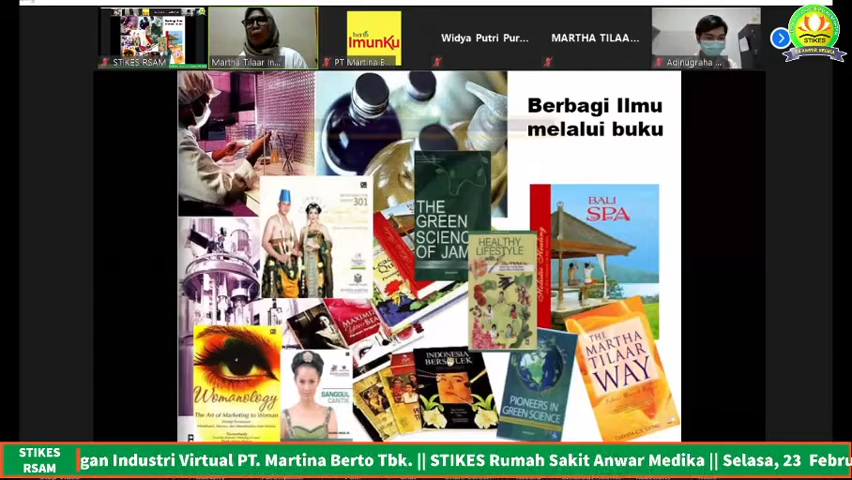 STIKES RSAM
Martha Tilaar In...
berto
ImunKu
PT Martina B...
Widya Putri Pur...
MARTHA TILAA...
Adinugraha
STIKES
Berbagi Ilmu
melalui buku
301
THE
GREEN
SCIENC
OF JAM
HEALTHY
LIFESTYLE
BALI
SPA
MAXIMI
Womanology
The Art of Marketing to Woman
SANGGUL
CANTIK
INDONESIA
BERSOLEK
PIONEERS IN
GREEN SCIENCE
THE
MARTHA
TILAAR
WAY
STIKES
RSAM
gan Industri Virtual PT. Martina Berto Tbk. || STIKES Rumah Sakit Anwar Medika || Selasa, 23 Febru